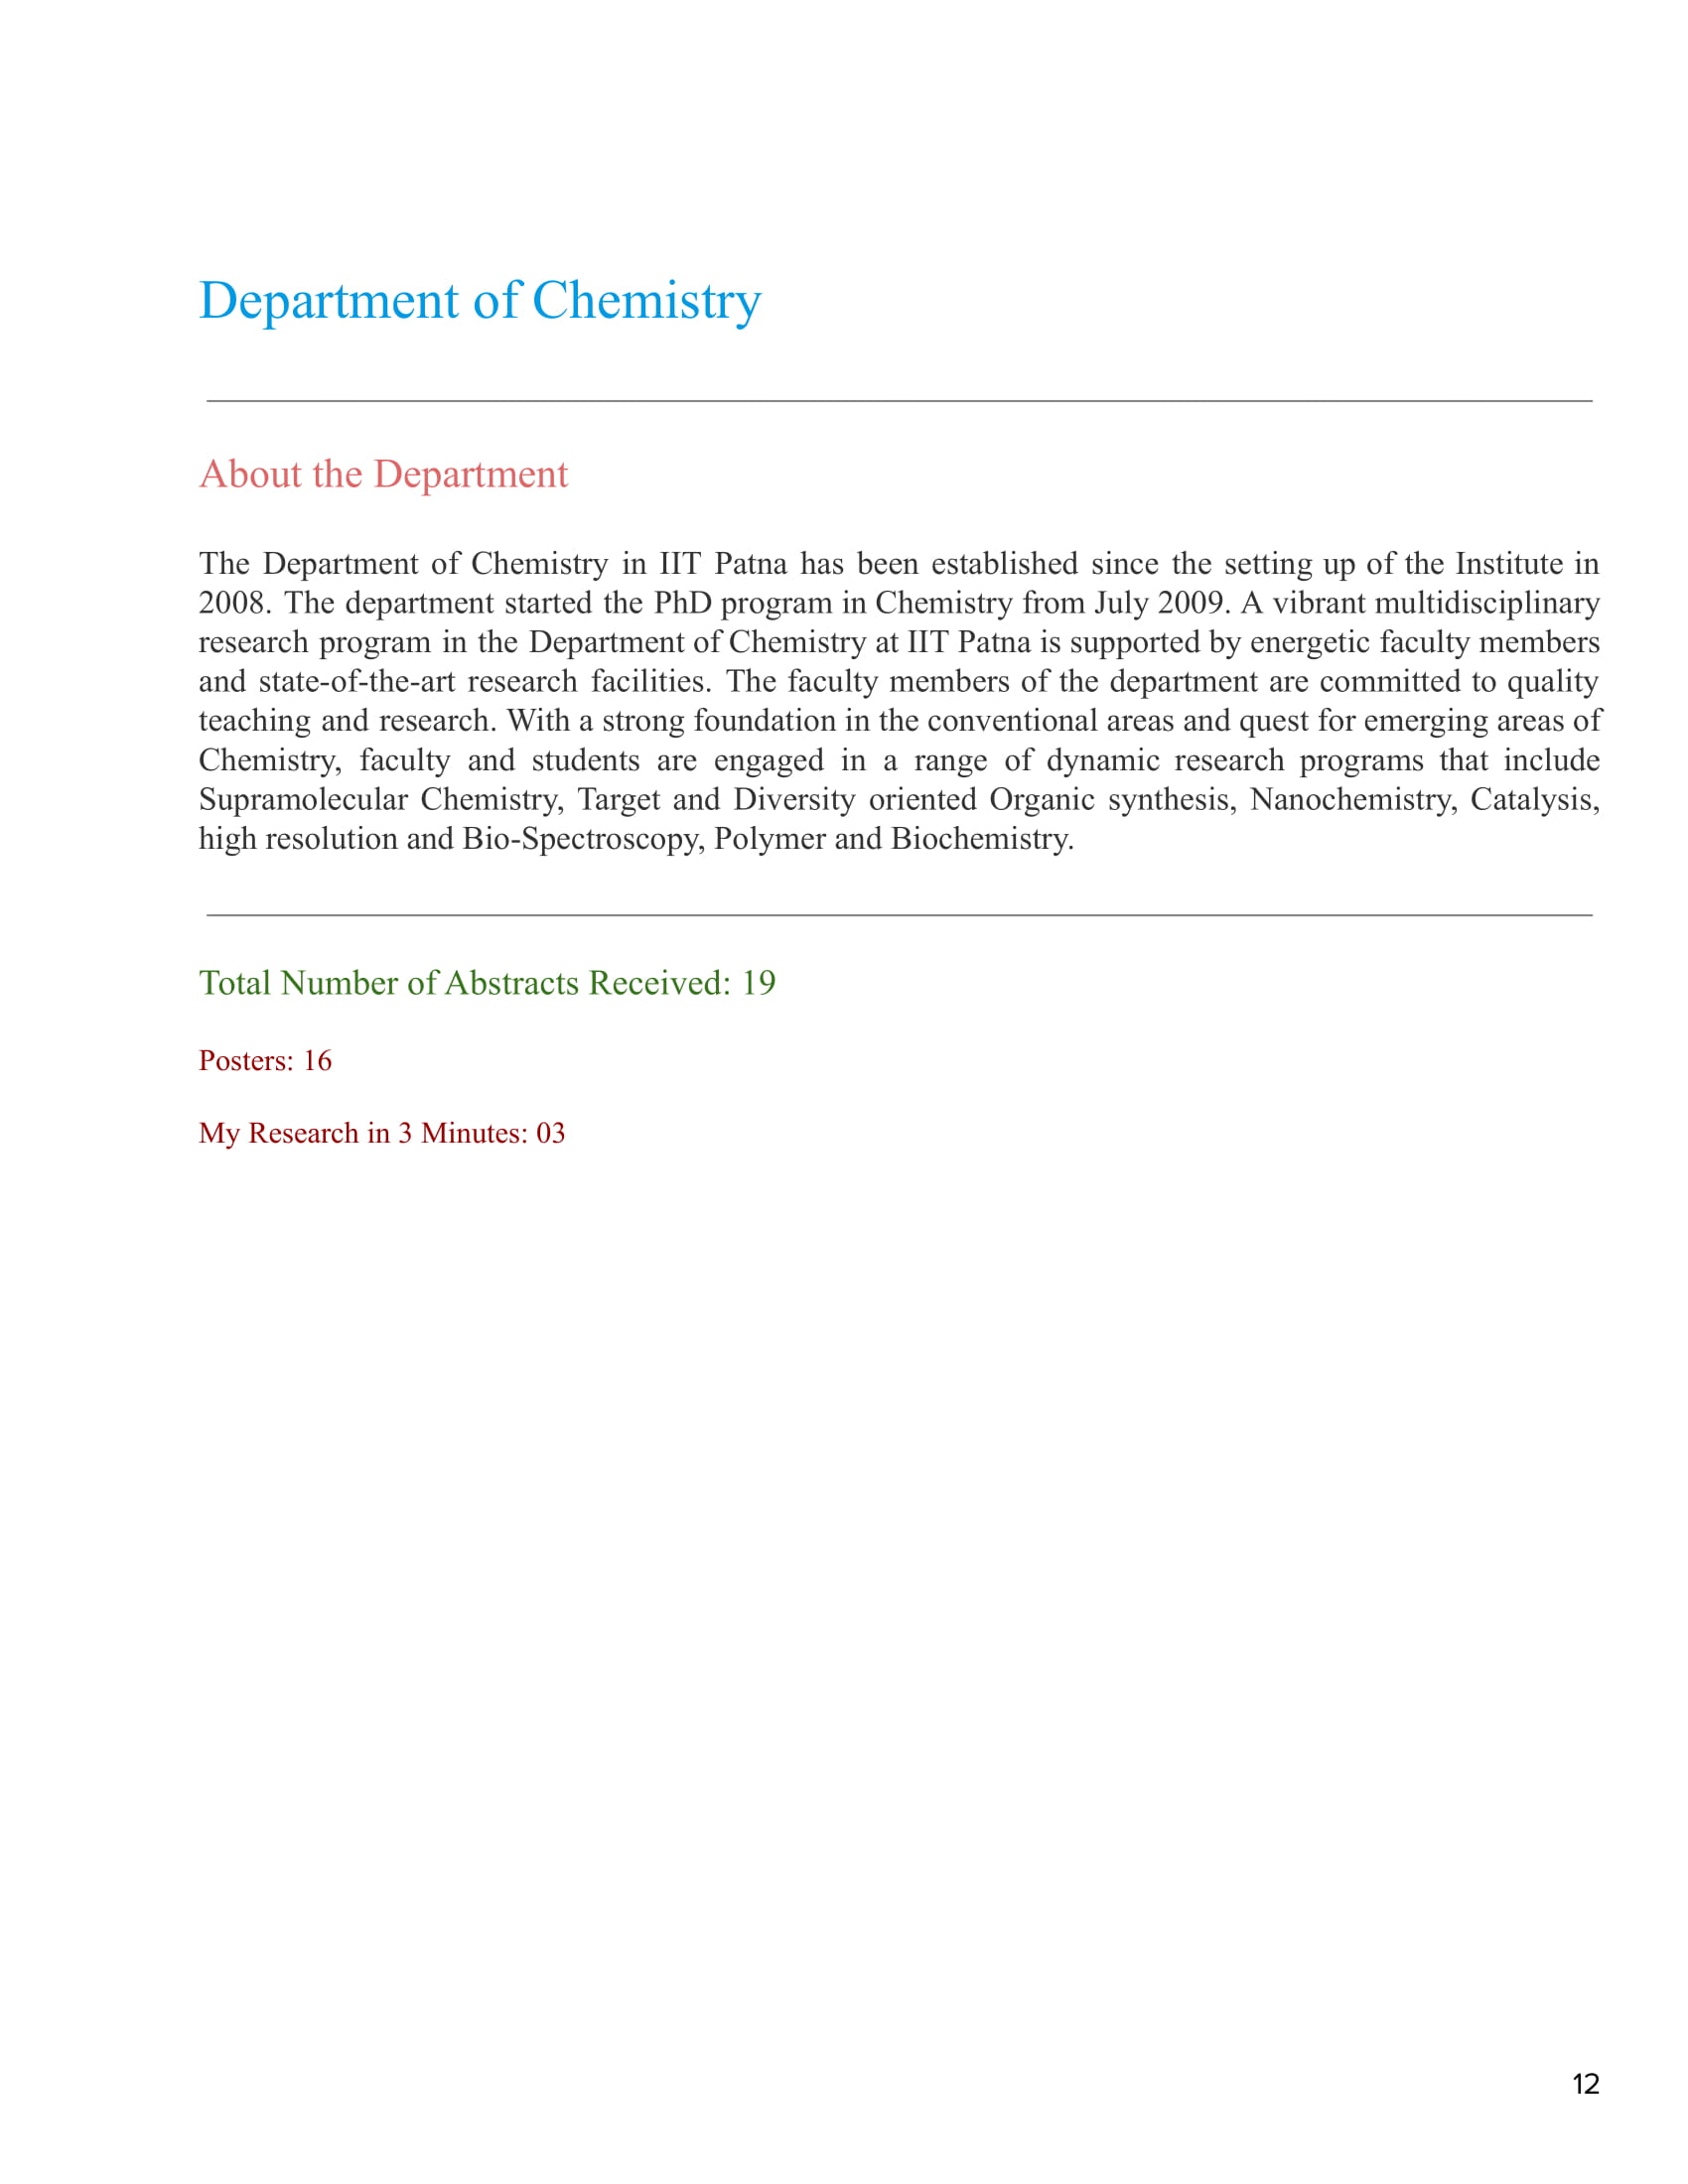 Department of Chemistry
About the Department
The Department of Chemistry in IIT Patna has been established since the setting up of the Institute in
2008. The department started the PhD program in Chemistry from July 2009. A vibrant multidisciplinary
research program in the Department of Chemistry at IIT Patna is supported by energetic faculty members
and state-of-the-art research facilities. The faculty members of the department are committed to quality
teaching and research. With a strong foundation in the conventional areas and quest for emerging areas of
Chemistry, faculty and students are engaged in a range of dynamic research programs that include
Supramolecular Chemistry, Target and Diversity oriented Organic synthesis, Nanochemistry, Catalysis,
high resolution and Bio-Spectroscopy, Polymer and Biochemistry.
Total Number of Abstracts Received: 19
Posters: 16
My Research in 3 Minutes: 03
12